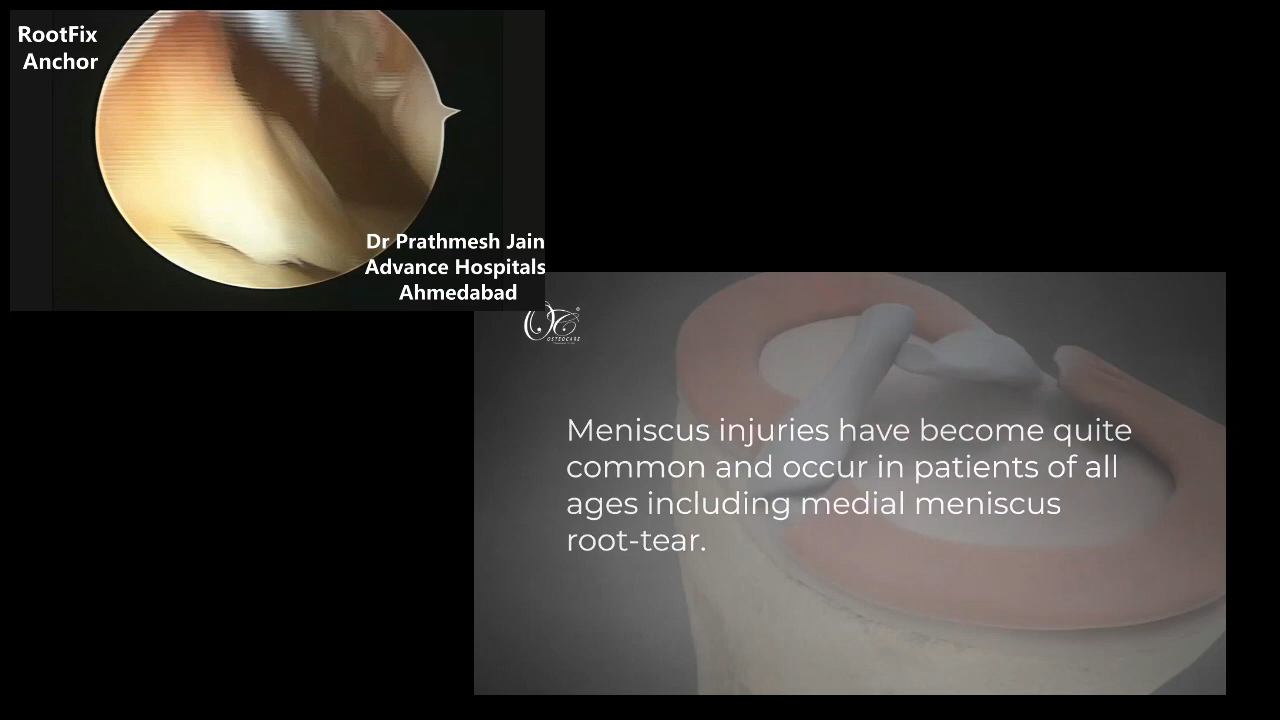 RootFix
Anchor
Dr Prathmesh Jain
Advance Hospitals
Ahmedabad
OSTEOCARE
Meniscus injuries have become quite
common and occur in patients of all
ages including medial meniscus
root-tear.